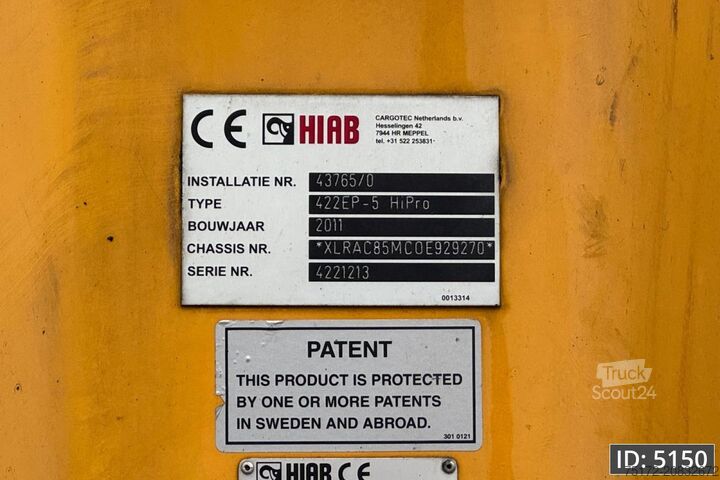 CE HIAB
CARGOTEC Netherlands b.v.
Hesselingen 42
7944 HR MEPPEL
tel. +31 522 253831
INSTALLATIE NR. 43765/0
TYPE 422EP-5 HiPro
BOUWJAAR 2011
CHASSIS NR. *XLRAC85MC0E929270*
SERIE NR. 4221213
0013314
PATENT
THIS PRODUCT IS PROTECTED
BY ONE OR MORE PATENTS
IN SWEDEN AND ABROAD.
301 0121
Truck
Scout24
ID: 5150
HIAB CE